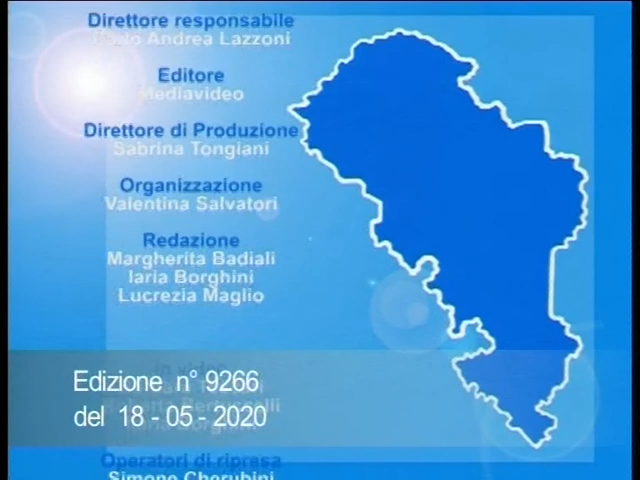 Direttore responsabile
Andrea Lazzoni
Editore
Mediavideo
Direttore di Produzione
Sabrina Tongiani
Organizzazione
Valentina Salvatori
Redazione
Margherita Badiali
Ilaria Borghini
Lucrezia Maglio
Edizione n° 9266
del 18 - 05 - 2020
Operatori di ripresa
Simone Cherubini